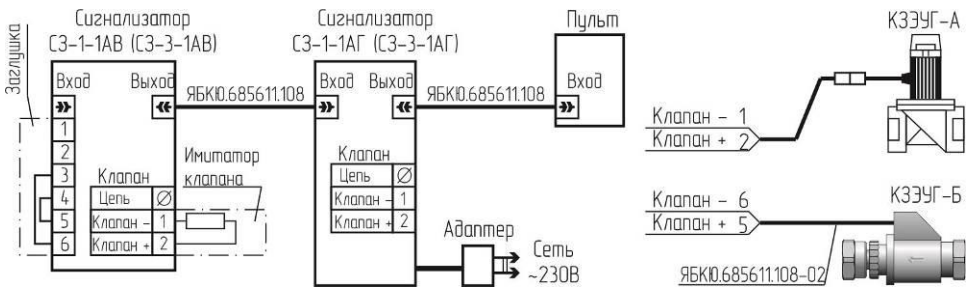 Сигнализатор
СЗ-1-1АВ (СЗ-3-1АВ)
Заглушка
Вход
Выход
1
2
3
4
5
6
Клапан
Цепь
Ø
Клапан - 1
Клапан + 2
Имитатор
клапана
ЯБКЮ.685611.108
Сигнализатор
СЗ-1-1АГ (СЗ-3-1АГ)
Вход
Выход
Клапан
Цепь
Ø
Клапан - 1
Клапан + 2
ЯБКЮ.685611.108
Пульт
Вход
Адаптер
Сеть
~230В
КЗЭУГ-А
Клапан - 1
Клапан + 2
КЗЭУГ-Б
Клапан - 6
Клапан + 5
ЯБКЮ.685611.108-02